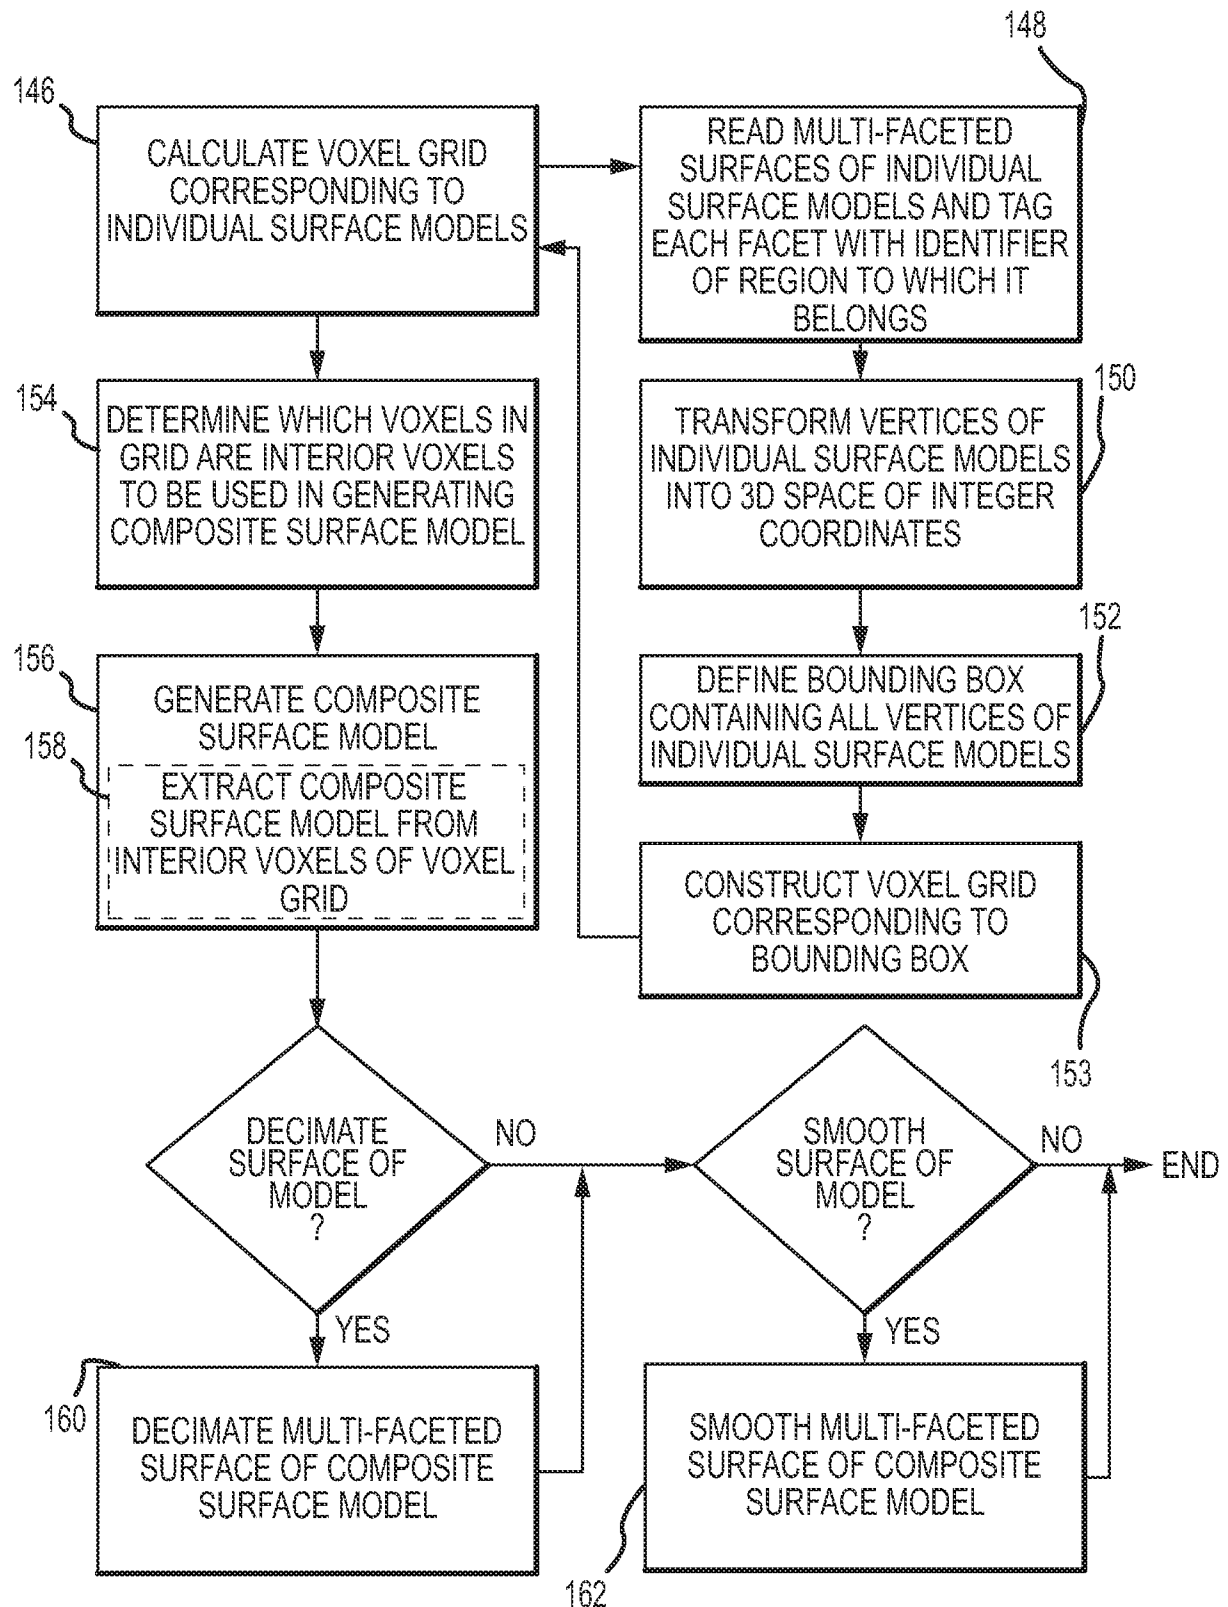 146
CALCULATE VOXEL GRID
CORRESPONDING TO
INDIVIDUAL SURFACE MODELS
148
READ MULTI-FACETED
SURFACES OF INDIVIDUAL
SURFACE MODELS AND TAG
EACH FACET WITH IDENTIFIER
OF REGION TO WHICH IT
BELONGS
154
DETERMINE WHICH VOXELS IN
GRID ARE INTERIOR VOXELS
TO BE USED IN GENERATING
COMPOSITE SURFACE MODEL
150
TRANSFORM VERTICES OF
INDIVIDUAL SURFACE MODELS
INTO 3D SPACE OF INTEGER
COORDINATES
156
GENERATE COMPOSITE
SURFACE MODEL
158
EXTRACT COMPOSITE
SURFACE MODEL FROM
INTERIOR VOXELS OF VOXEL
GRID
152
DEFINE BOUNDING BOX
CONTAINING ALL VERTICES OF
INDIVIDUAL SURFACE MODELS
CONSTRUCT VOXEL GRID
CORRESPONDING TO
BOUNDING BOX
153
DECIMATE
SURFACE OF
MODEL
?
NO
YES
SMOOTH
SURFACE OF
MODEL
?
NO
END
YES
160
DECIMATE MULTI-FACETED
SURFACE OF COMPOSITE
SURFACE MODEL
SMOOTH MULTI-FACETED
SURFACE OF COMPOSITE
SURFACE MODEL
162